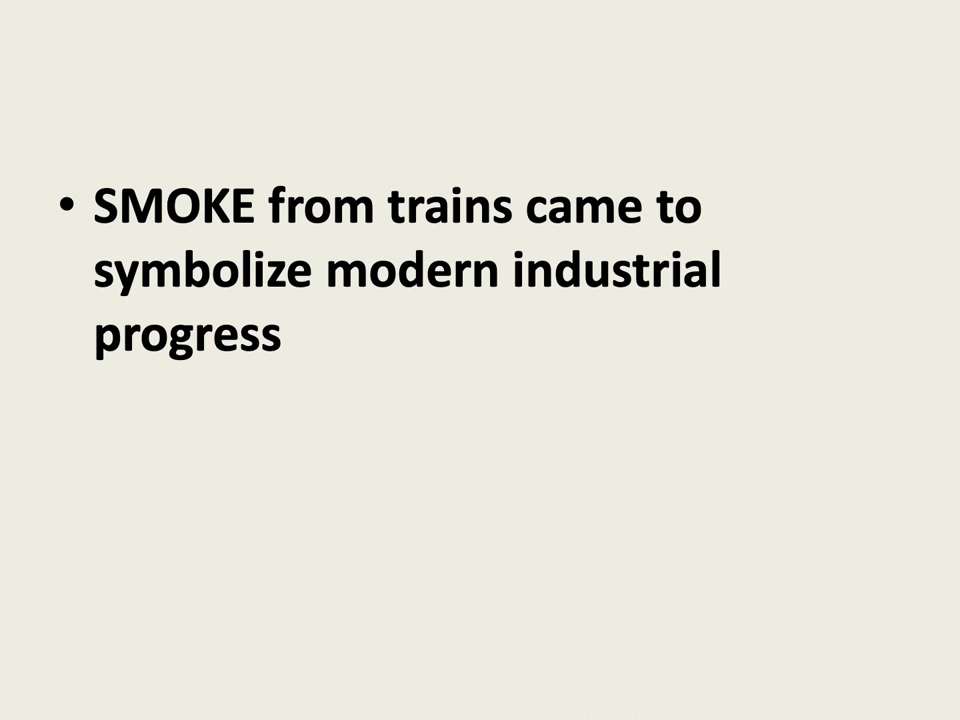 • SMOKE from trains came to
symbolize modern industrial
progress